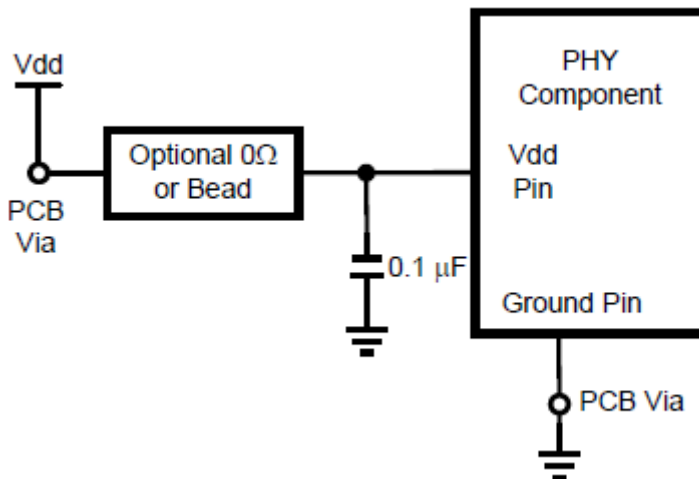 Vdd
PCB
Via
Optional 0Ω
or Bead
0.1 μF
PHY
Component
Vdd
Pin
Ground Pin
PCB Via